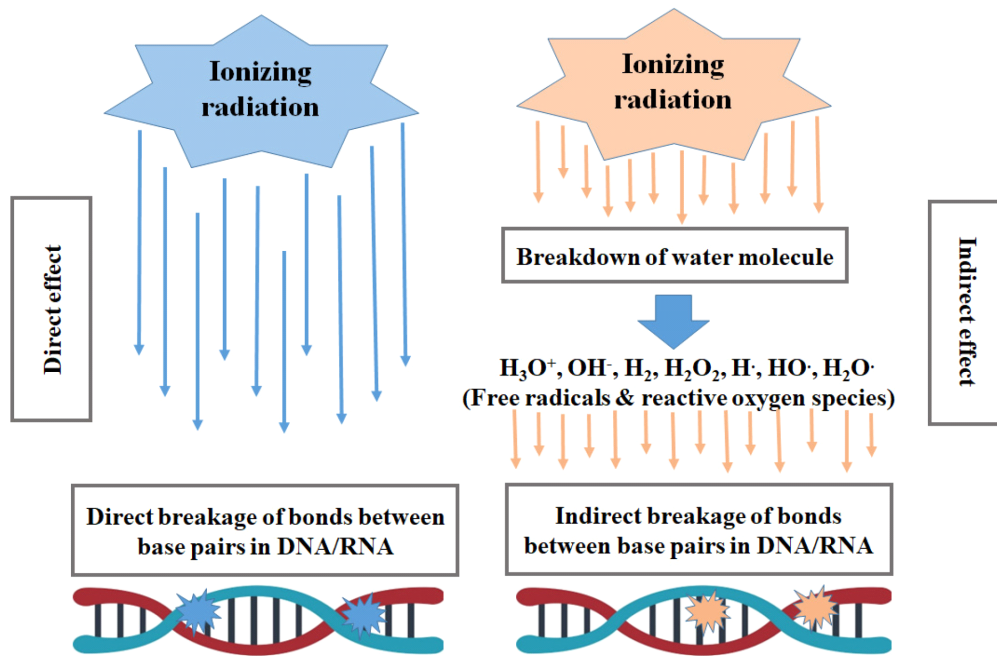 Ionizing
radiation
Direct effect
Direct breakage of bonds between
base pairs in DNA/RNA
Ionizing
radiation
Breakdown of water molecule
H₃O⁺, OH⁻, H₂, H₂O₂, H·, HO·, H₂O·
(Free radicals & reactive oxygen species)
Indirect effect
Indirect breakage of bonds
between base pairs in DNA/RNA